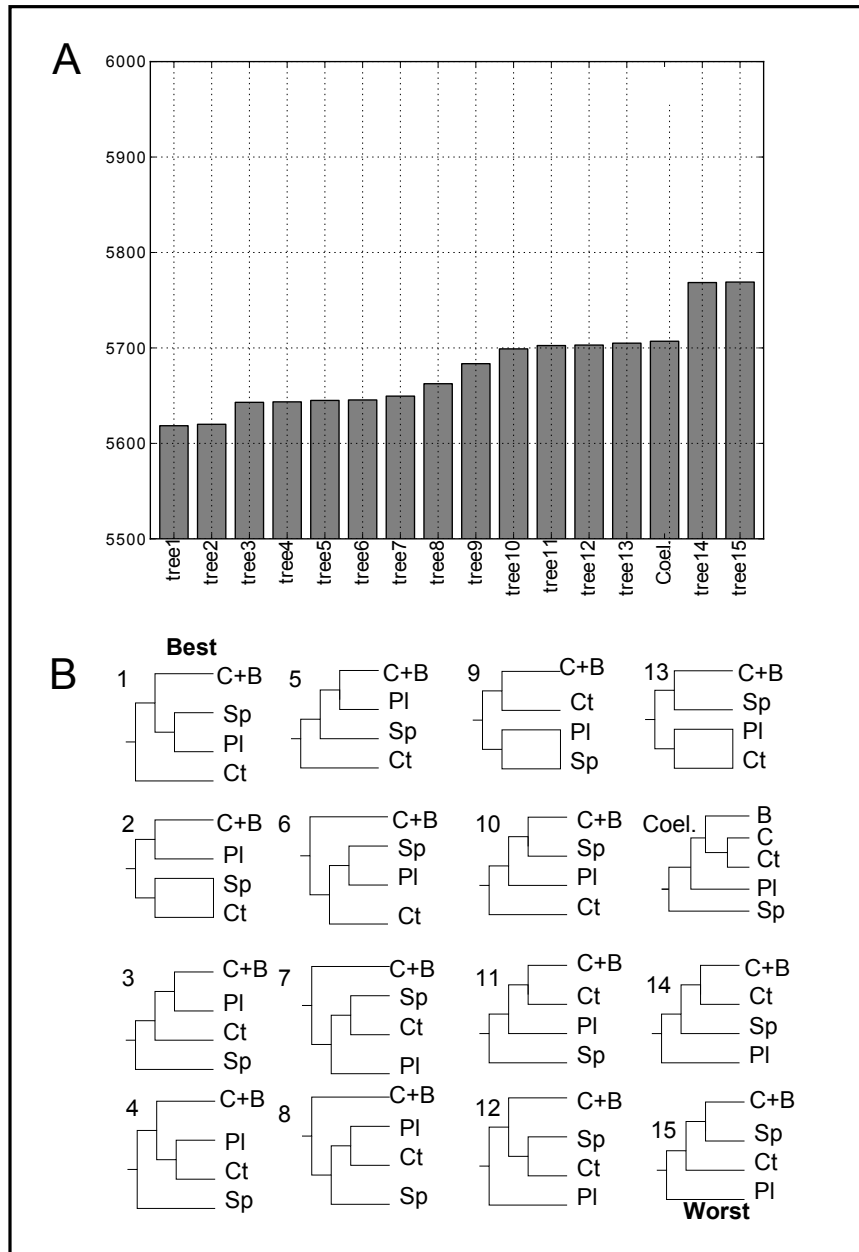 A
6000
5900
5800
5700
5600
5500
tree1
tree2
tree3
tree4
tree5
tree6
tree7
tree8
tree9
tree10
tree11
tree12
tree13
Coel.
tree14
tree15
B
Best
1
C+B
Sp
Pl
Ct
5
C+B
Pl
Sp
Ct
9
C+B
Ct
Pl
Sp
13
C+B
Sp
Pl
Ct
2
C+B
Pl
Sp
Ct
6
C+B
Sp
Pl
Ct
10
C+B
Sp
Pl
Ct
Coel.
B
C
Ct
Pl
Sp
3
C+B
Pl
Ct
Sp
7
C+B
Sp
Ct
Pl
11
C+B
Ct
Pl
Sp
14
C+B
Ct
Sp
Pl
4
C+B
Pl
Ct
Sp
8
C+B
Pl
Ct
Sp
12
C+B
Sp
Ct
Pl
15
C+B
Sp
Ct
Pl
Worst